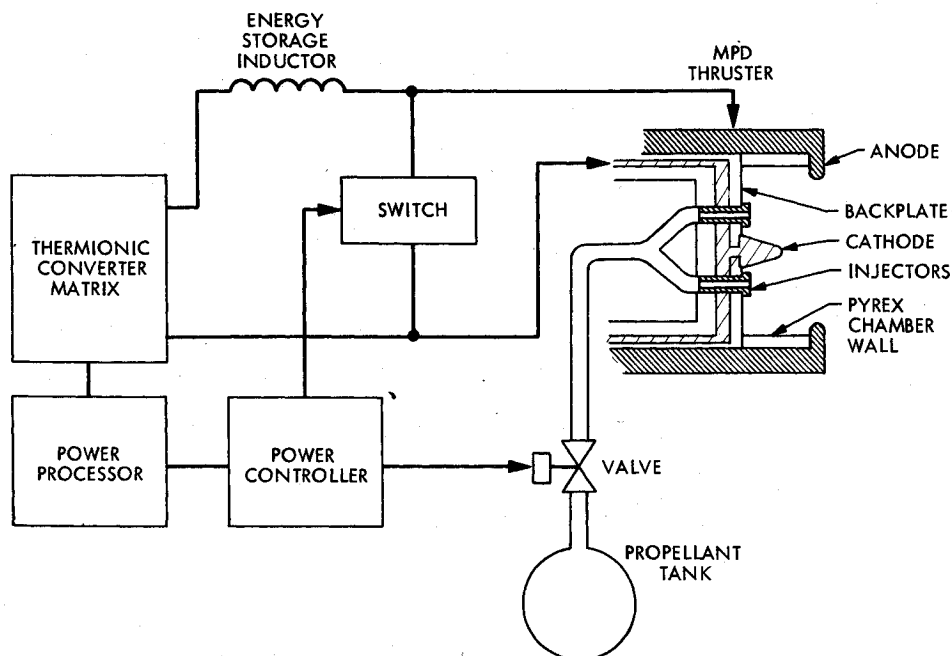 ENERGY
STORAGE
INDUCTOR
MPD
THRUSTER
ANODE
BACKPLATE
CATHODE
INJECTORS
PYREX
CHAMBER
WALL
SWITCH
THERMIONIC
CONVERTER
MATRIX
POWER
PROCESSOR
POWER
CONTROLLER
VALVE
PROPELLANT
TANK